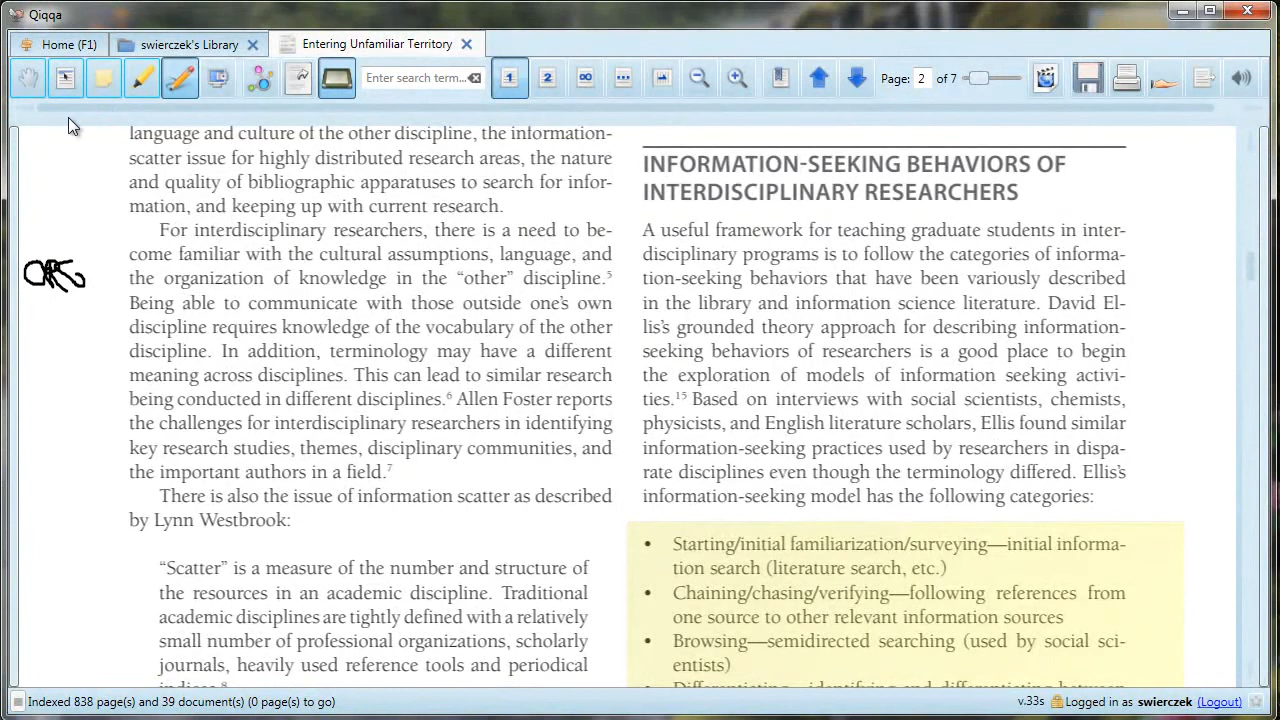 Qiqqa
Home (F1)
swierczek's Library
Entering Unfamiliar Territory
Enter search term...
1
2
Page: 2 of 7
language and culture of the other discipline, the information-
scatter issue for highly distributed research areas, the nature
and quality of bibliographic apparatuses to search for infor-
mation, and keeping up with current research.
For interdisciplinary researchers, there is a need to be-
come familiar with the cultural assumptions, language, and
the organization of knowledge in the “other” discipline.⁵
Being able to communicate with those outside one’s own
discipline requires knowledge of the vocabulary of the other
discipline. In addition, terminology may have a different
meaning across disciplines. This can lead to similar research
being conducted in different disciplines.⁶ Allen Foster reports
the challenges for interdisciplinary researchers in identifying
key research studies, themes, disciplinary communities, and
the important authors in a field.⁷
There is also the issue of information scatter as described
by Lynn Westbrook:
“Scatter” is a measure of the number and structure of
the resources in an academic discipline. Traditional
academic disciplines are tightly defined with a relatively
small number of professional organizations, scholarly
journals, heavily used reference tools and periodical
indices.⁸
INFORMATION-SEEKING BEHAVIORS OF
INTERDISCIPLINARY RESEARCHERS
A useful framework for teaching graduate students in inter-
disciplinary programs is to follow the categories of informa-
tion-seeking behaviors that have been variously described
in the library and information science literature. David El-
lis’s grounded theory approach for describing information-
seeking behaviors of researchers is a good place to begin
the exploration of models of information seeking activi-
ties.¹⁵ Based on interviews with social scientists, chemists,
physicists, and English literature scholars, Ellis found similar
information-seeking practices used by researchers in dispa-
rate disciplines even though the terminology differed. Ellis’s
information-seeking model has the following categories:
• Starting/initial familiarization/surveying—initial informa-
tion search (literature search, etc.)
• Chaining/chasing/verifying—following references from
one source to other relevant information sources
• Browsing—semidirected searching (used by social sci-
entists)
• Differentiating—identifying and differentiating between
Indexed 838 page(s) and 39 document(s) (0 page(s) to go)
v.33s
Logged in as swierczek (Logout)